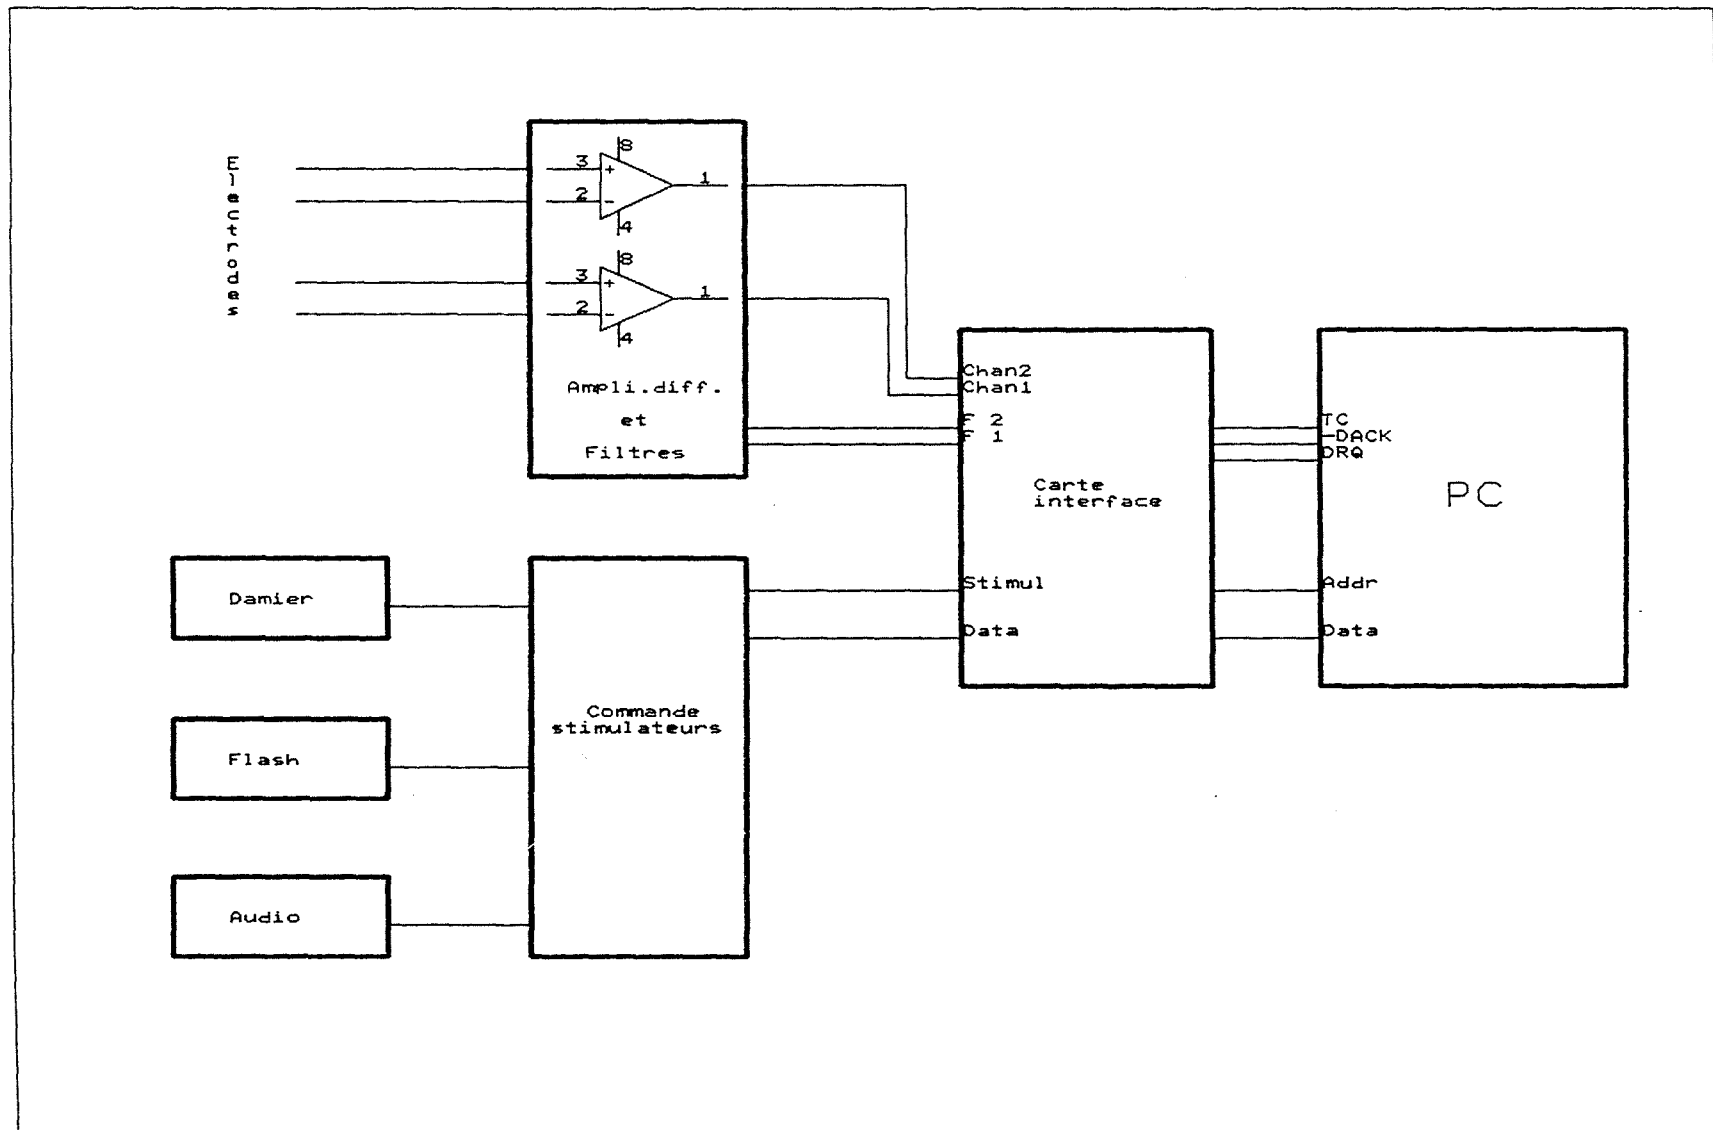 Electrodes
8
3
+
1
2
-
4
8
3
+
1
2
-
4
Ampli.diff.
et
Filtres
Chan2
Chan1
F 2
F 1
Carte
interface
Stimul
Data
TC
-DACK
DRQ
PC
Addr
Data
Damier
Flash
Audio
Commande
stimulateurs